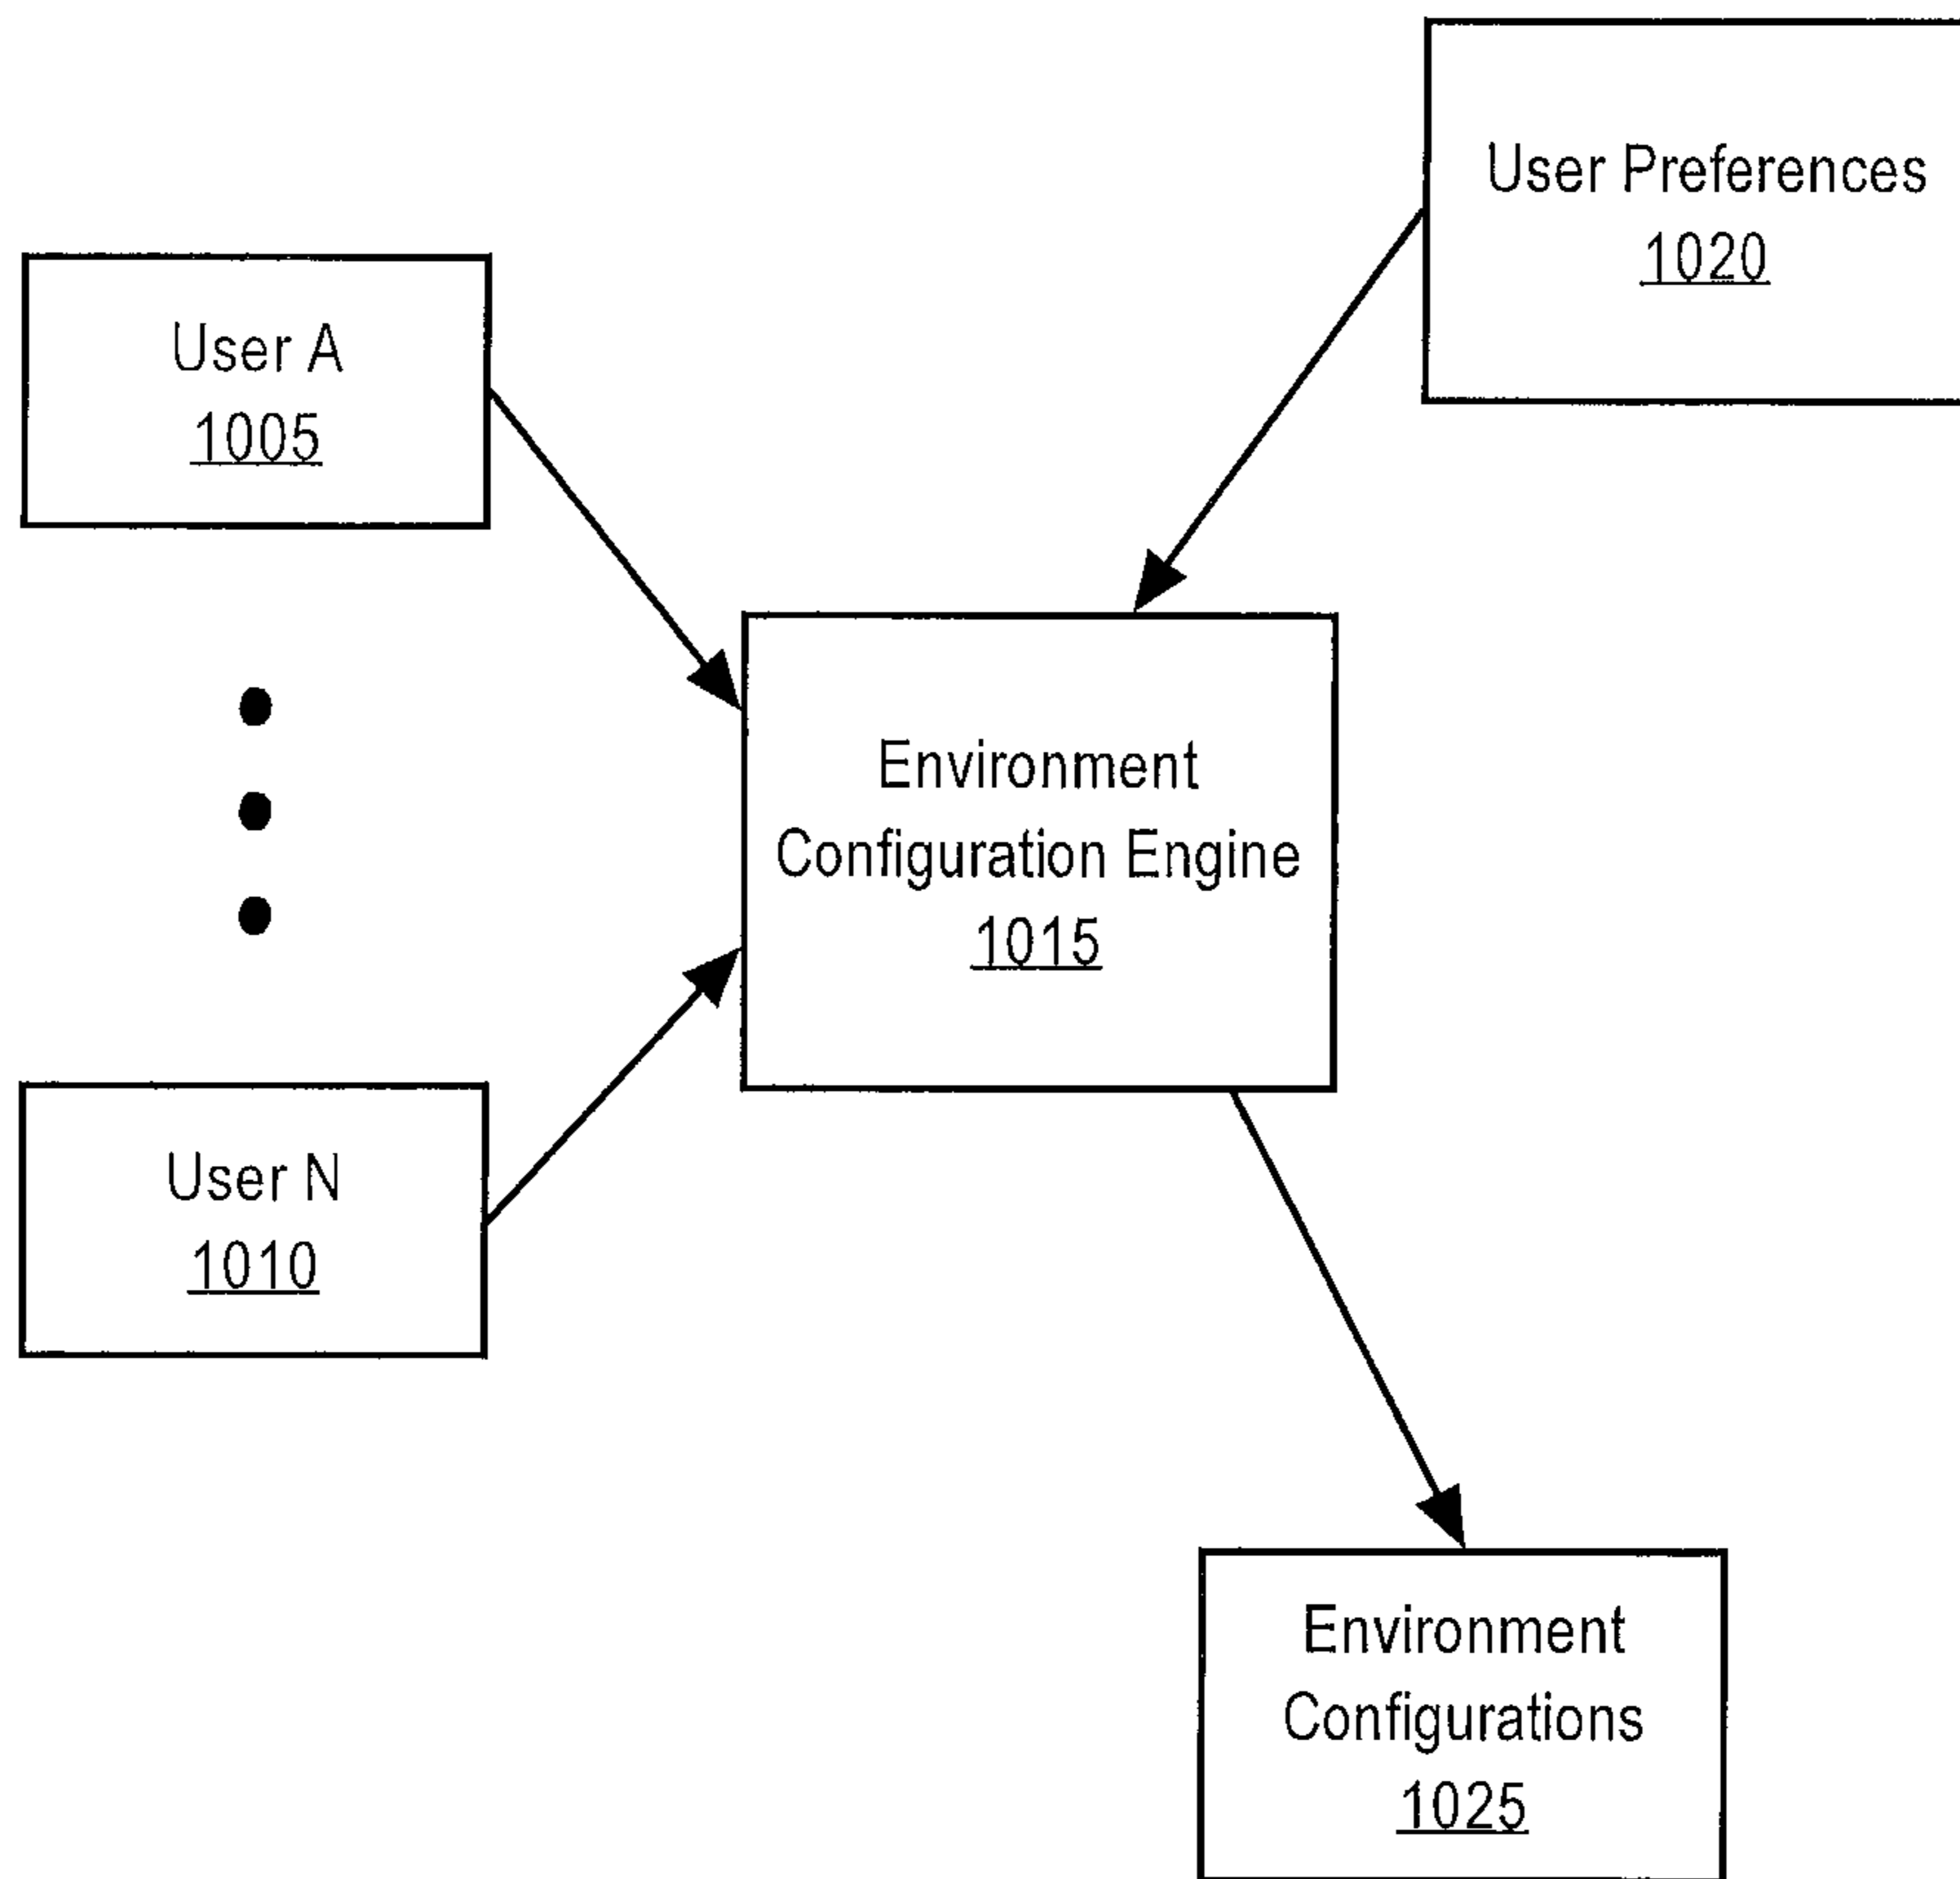 User Preferences
1020
User A
1005
Environment
Configuration Engine
1015
User N
1010
Environment
Configurations
1025